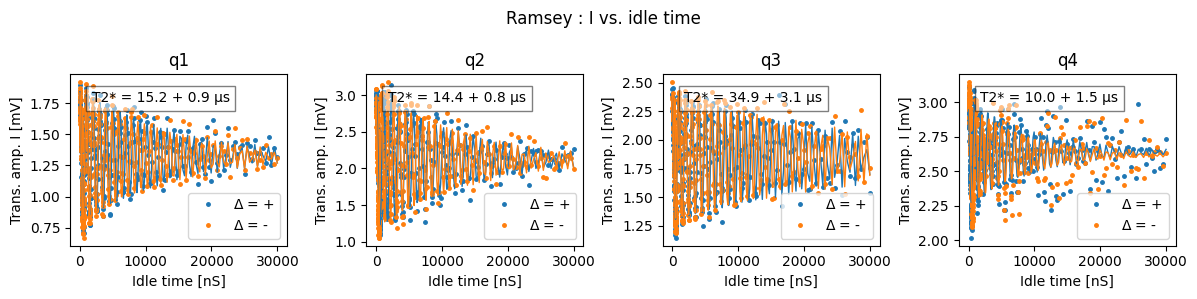 Ramsey : I vs. idle time
q1
T2* = 15.2 + 0.9 μs
Trans. amp. I [mV]
1.75
1.50
1.25
1.00
0.75
Δ = +
Δ = -
0
10000
20000
30000
Idle time [nS]
q2
T2* = 14.4 + 0.8 μs
Trans. amp. I [mV]
3.0
2.5
2.0
1.5
1.0
Δ = +
Δ = -
0
10000
20000
30000
Idle time [nS]
q3
T2* = 34.9 + 3.1 μs
Trans. amp. I [mV]
2.50
2.25
2.00
1.75
1.50
1.25
Δ = +
Δ = -
0
10000
20000
30000
Idle time [nS]
q4
T2* = 10.0 + 1.5 μs
Trans. amp. I [mV]
3.00
2.75
2.50
2.25
2.00
Δ = +
Δ = -
0
10000
20000
30000
Idle time [nS]